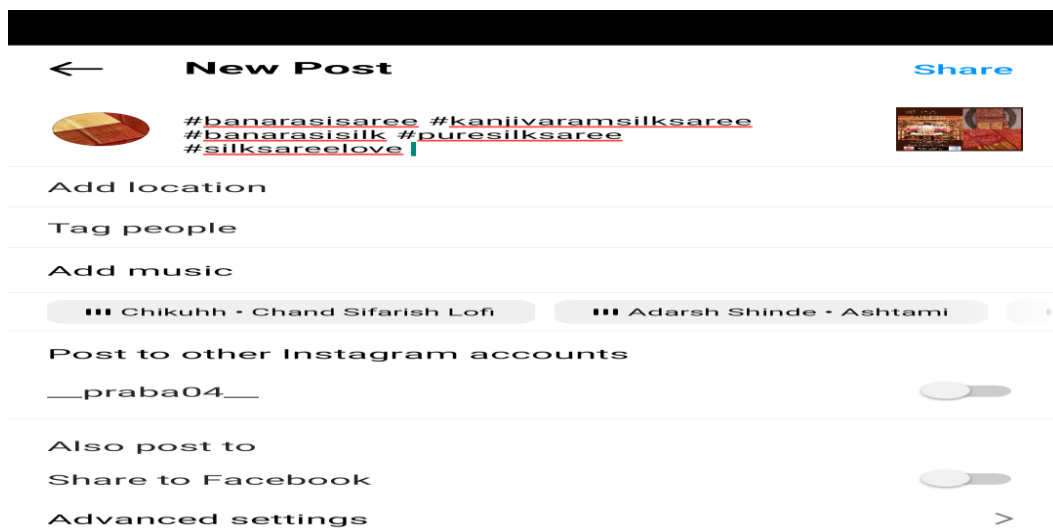 New Post
Share
#banarasisaree #kaniivaramsilksaree
#banarasisilk #puresilksaree
#silksareelove
Add location
Tag people
Add music
Chikuhh • Chand Sifarish Lofi
Adarsh Shinde • Ashtami
Post to other Instagram accounts
__praba04__
Also post to
Share to Facebook
Advanced settings